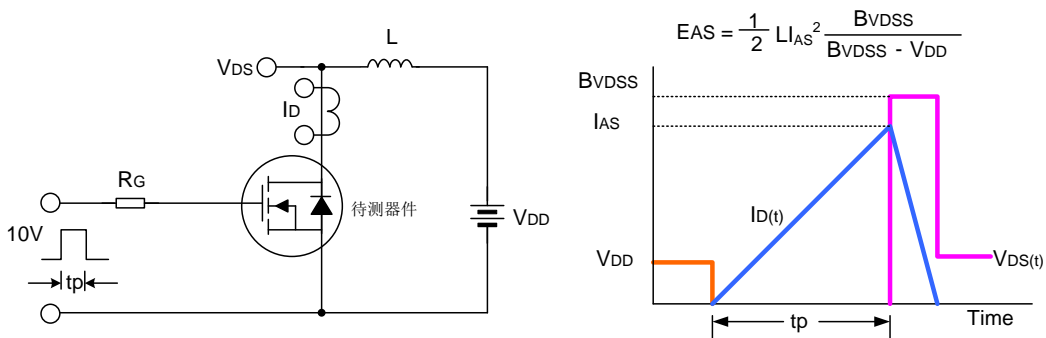 L
VDS
ID
RG
待测器件
VDD
10V
tp
EAS = 1/2 LIAS² BVDSS / BVDSS - VDD
BVDSS
IAS
ID(t)
VDD
VDS(t)
tp
Time